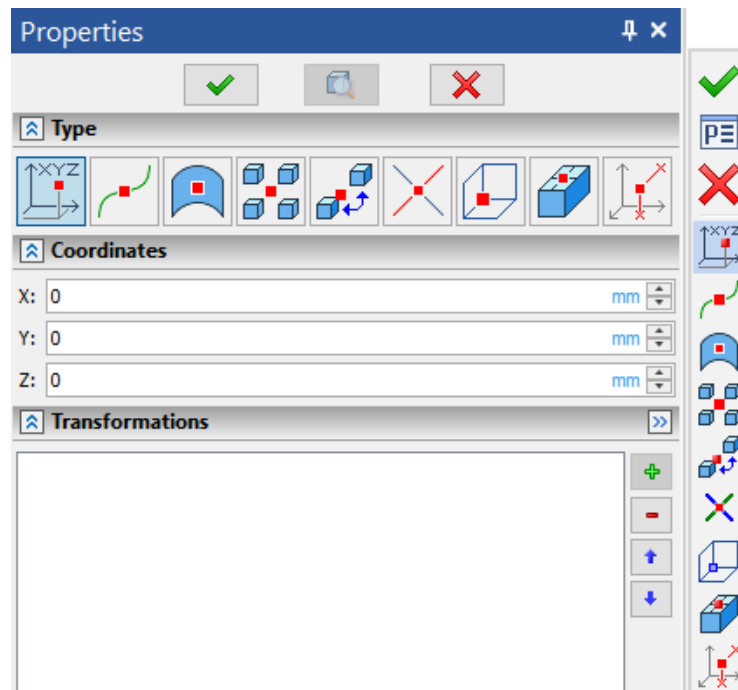 Properties
Type
XYZ
Coordinates
X: 0 mm
Y: 0 mm
Z: 0 mm
Transformations
P
XYZ